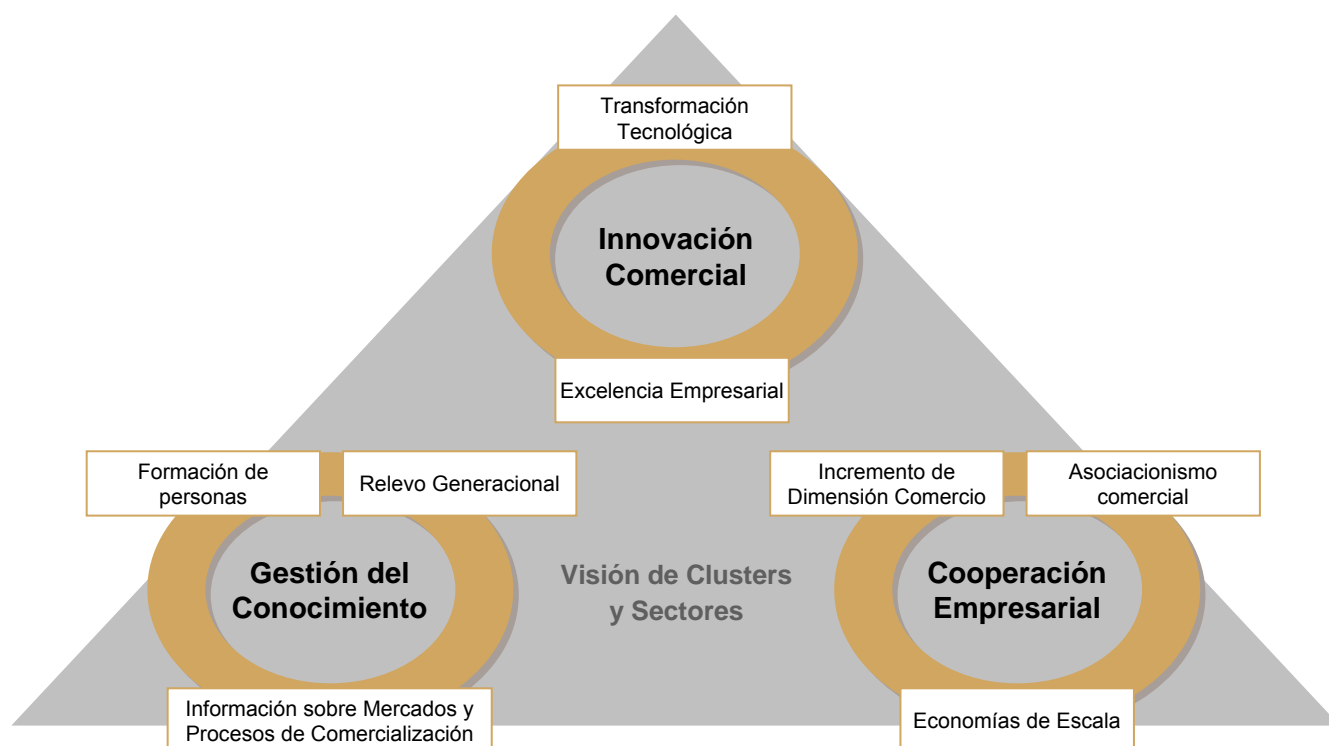 Transformación
Tecnológica
Innovación
Comercial
Excelencia Empresarial
Formación de
personas
Relevo Generacional
Incremento de
Dimensión Comercio
Asociacionismo
comercial
Gestión del
Conocimiento
Visión de Clusters
y Sectores
Cooperación
Empresarial
Información sobre Mercados y
Procesos de Comercialización
Economías de Escala